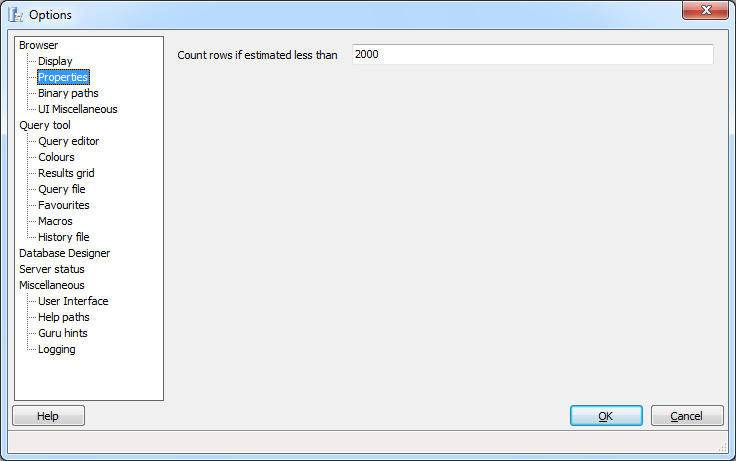 Options
Browser
Display
Properties
Binary paths
UI Miscellaneous
Query tool
Query editor
Colours
Results grid
Query file
Favourites
Macros
History file
Database Designer
Server status
Miscellaneous
User Interface
Help paths
Guru hints
Logging
Count rows if estimated less than 2000
Help
OK
Cancel